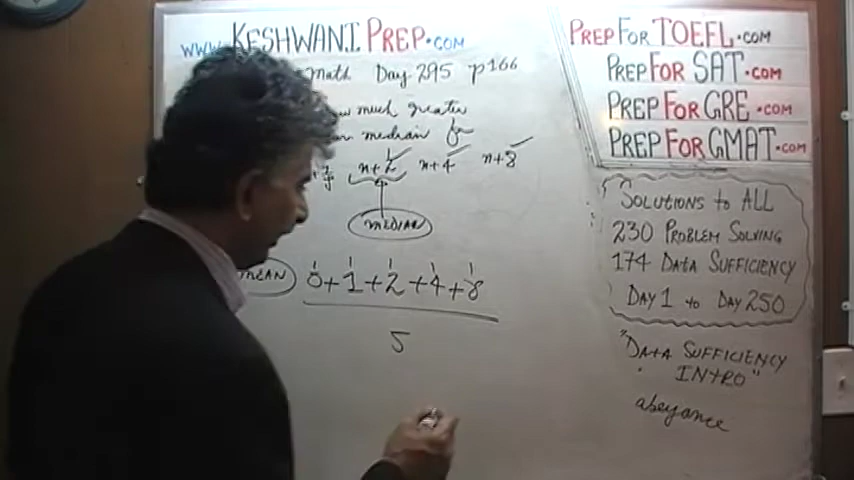 www.KESHWANI PREP.COM
Math Day 295 p166
much greater
median for
n+2 n+4 n+8
MEDIAN
MEAN 0+1+2+4+8
5
PREP FOR TOEFL.COM
PREP FOR SAT.COM
PREP FOR GRE.COM
PREP FOR GMAT.COM
SOLUTIONS TO ALL
230 PROBLEM SOLVING
174 DATA SUFFICIENCY
DAY 1 TO DAY 250
"DATA SUFFICIENCY
INTRO"
abeyance